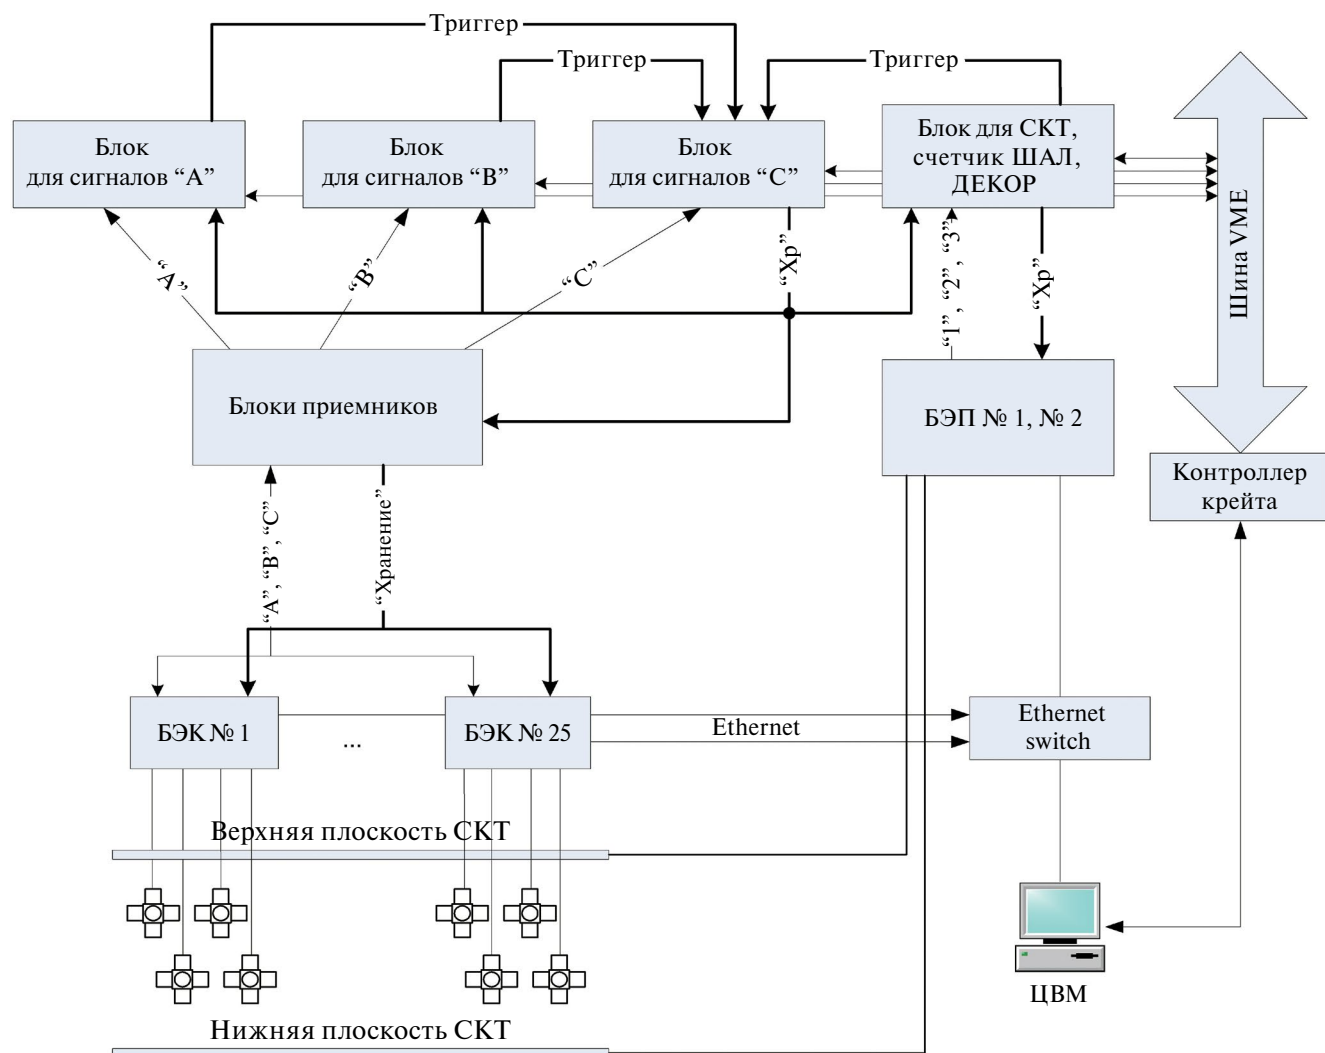 Триггер
Триггер
Триггер
Блок
для сигналов “A”
Блок
для сигналов “B”
Блок
для сигналов “C”
Блок для СКТ,
счетчик ШАЛ,
ДЕКОР
“A”
“B”
“C”
“Хр”
“1”, “2”, “3”
“Хр”
Шина VME
Блоки приемников
БЭП № 1, № 2
Контроллер
крейта
“A”, “B”, “C”
“Хранение”
БЭК № 1
...
БЭК № 25
Ethernet
Ethernet
switch
Верхняя плоскость СКТ
ЦВМ
Нижняя плоскость СКТ